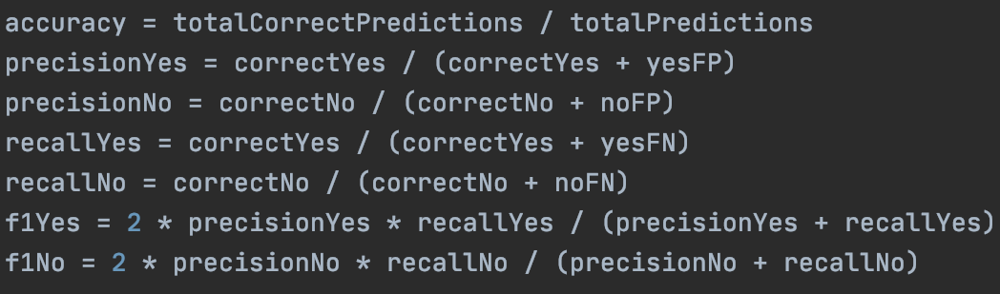 accuracy = totalCorrectPredictions / totalPredictions
precisionYes = correctYes / (correctYes + yesFP)
precisionNo = correctNo / (correctNo + noFP)
recallYes = correctYes / (correctYes + yesFN)
recallNo = correctNo / (correctNo + noFN)
f1Yes = 2 * precisionYes * recallYes / (precisionYes + recallYes)
f1No = 2 * precisionNo * recallNo / (precisionNo + recallNo)